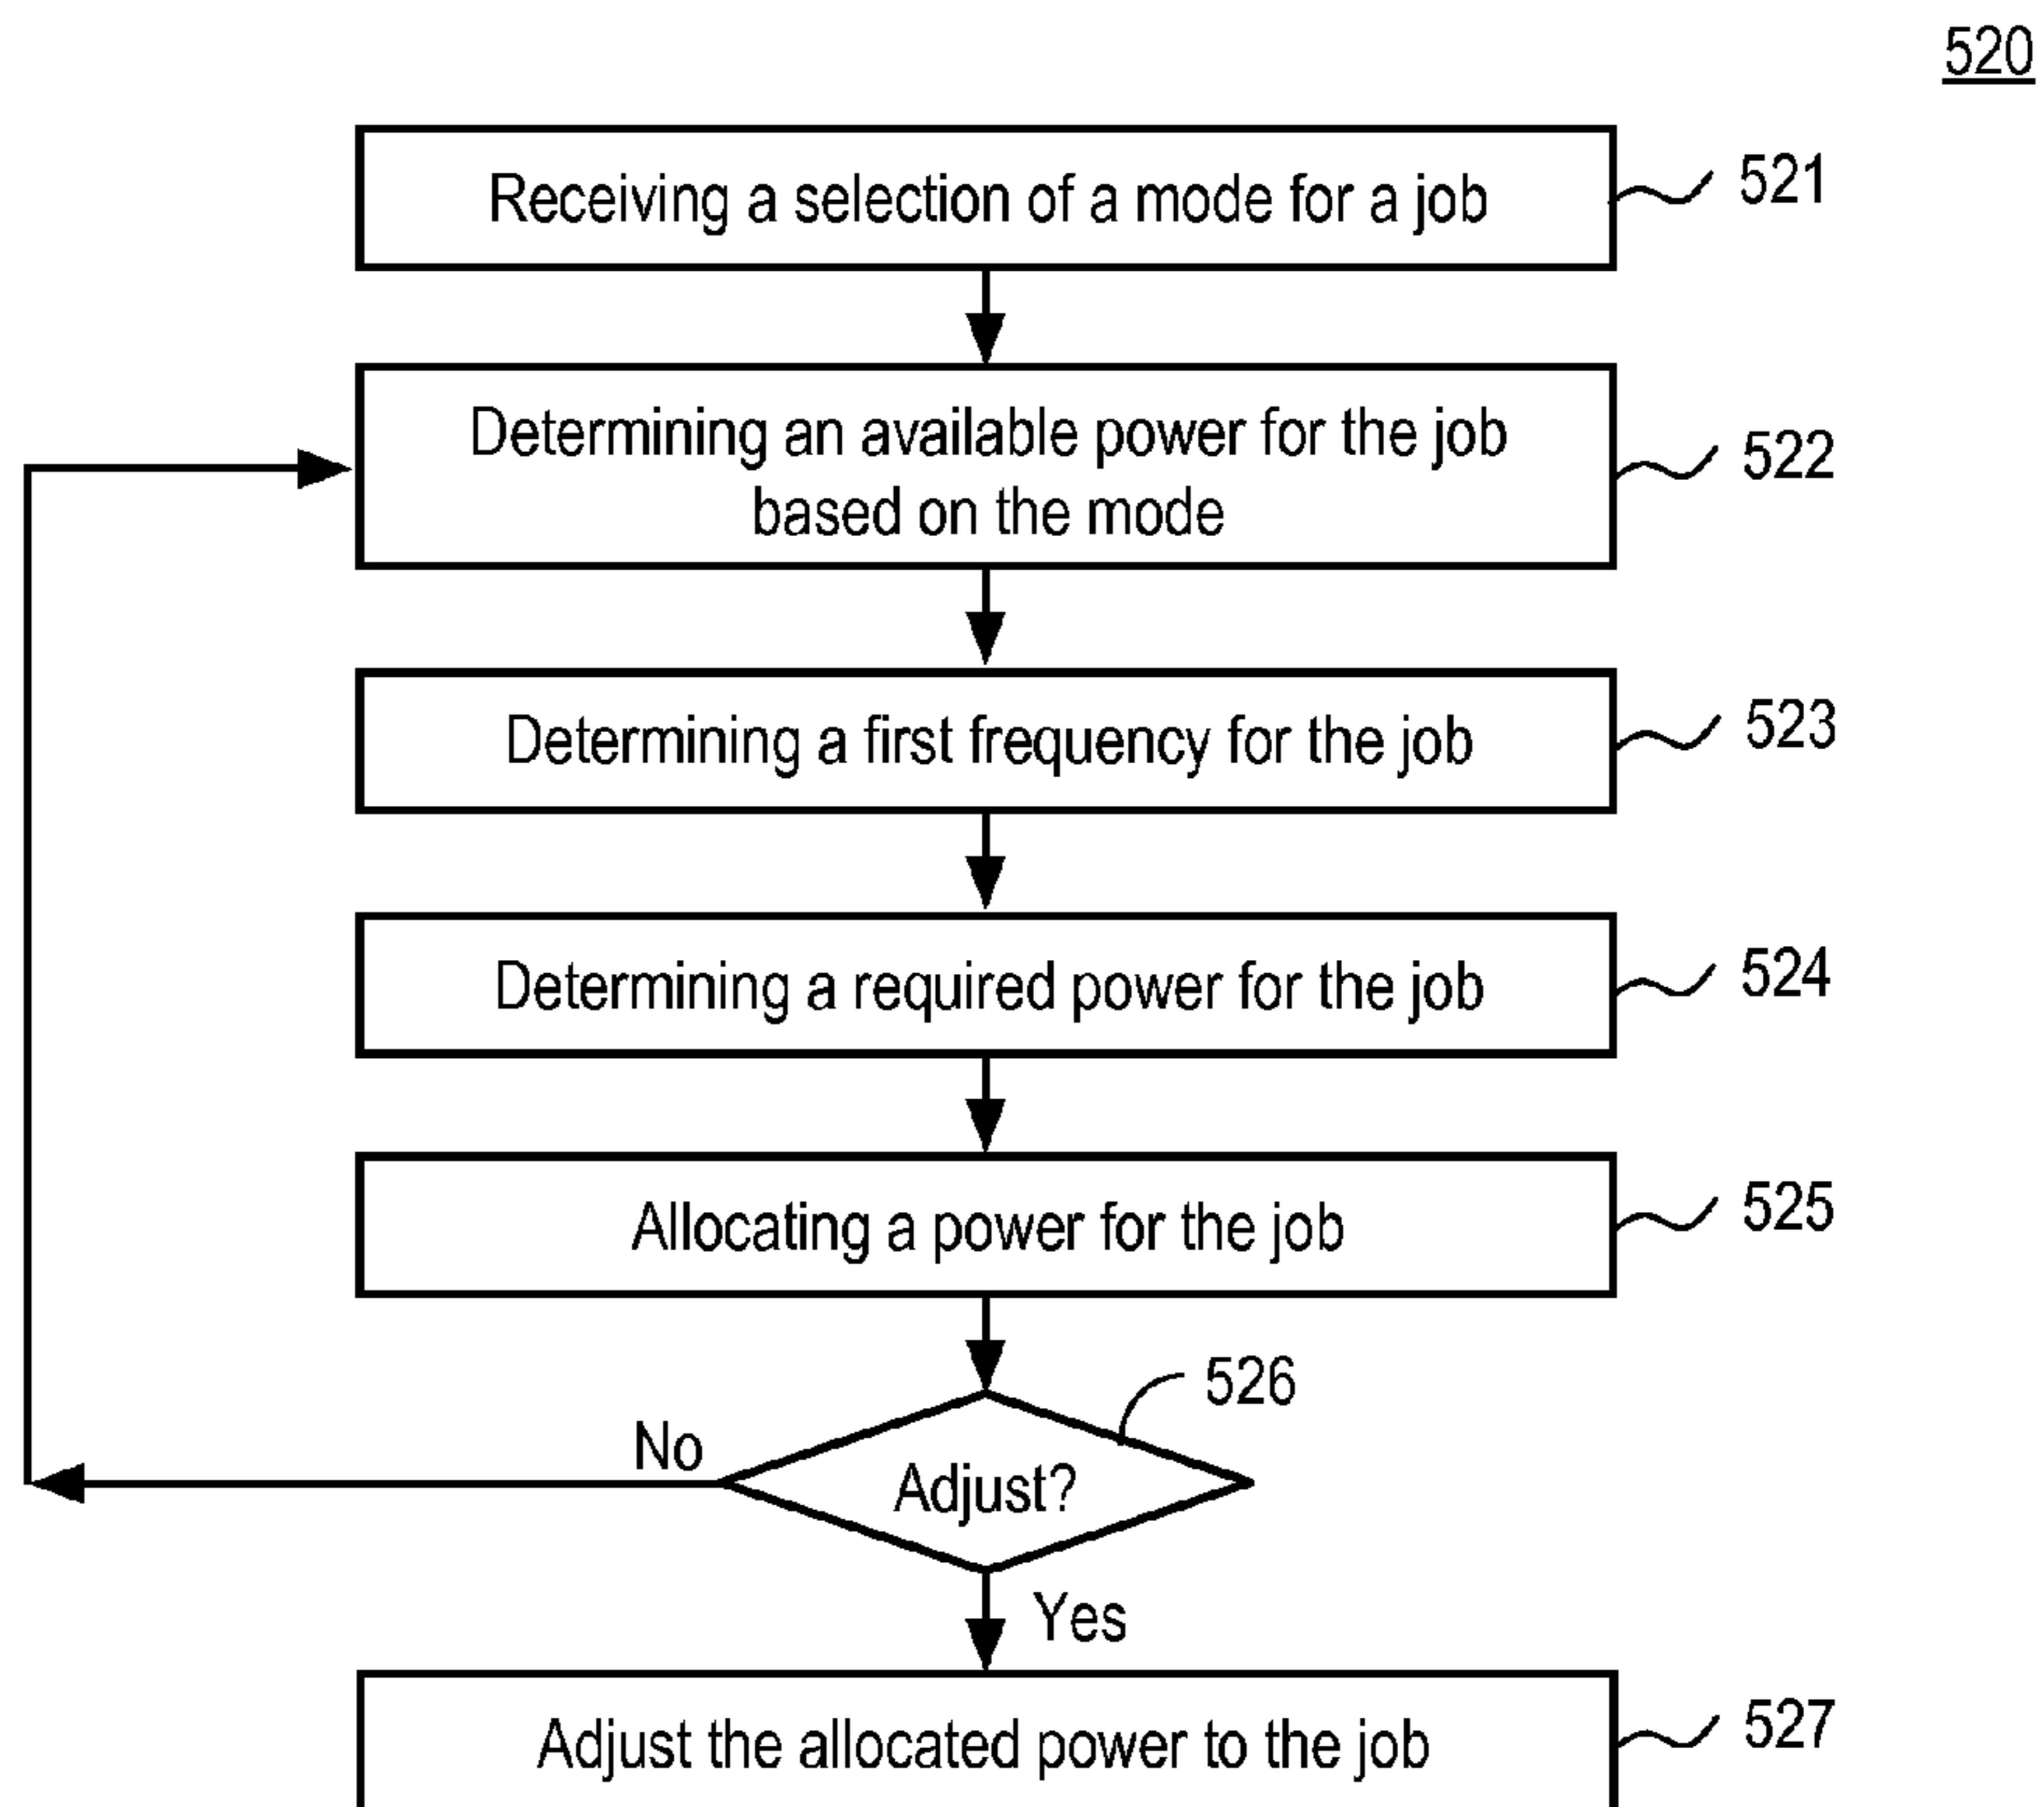 520
Receiving a selection of a mode for a job
521
Determining an available power for the job
based on the mode
522
Determining a first frequency for the job
523
Determining a required power for the job
524
Allocating a power for the job
525
526
No
Adjust?
Yes
Adjust the allocated power to the job
527